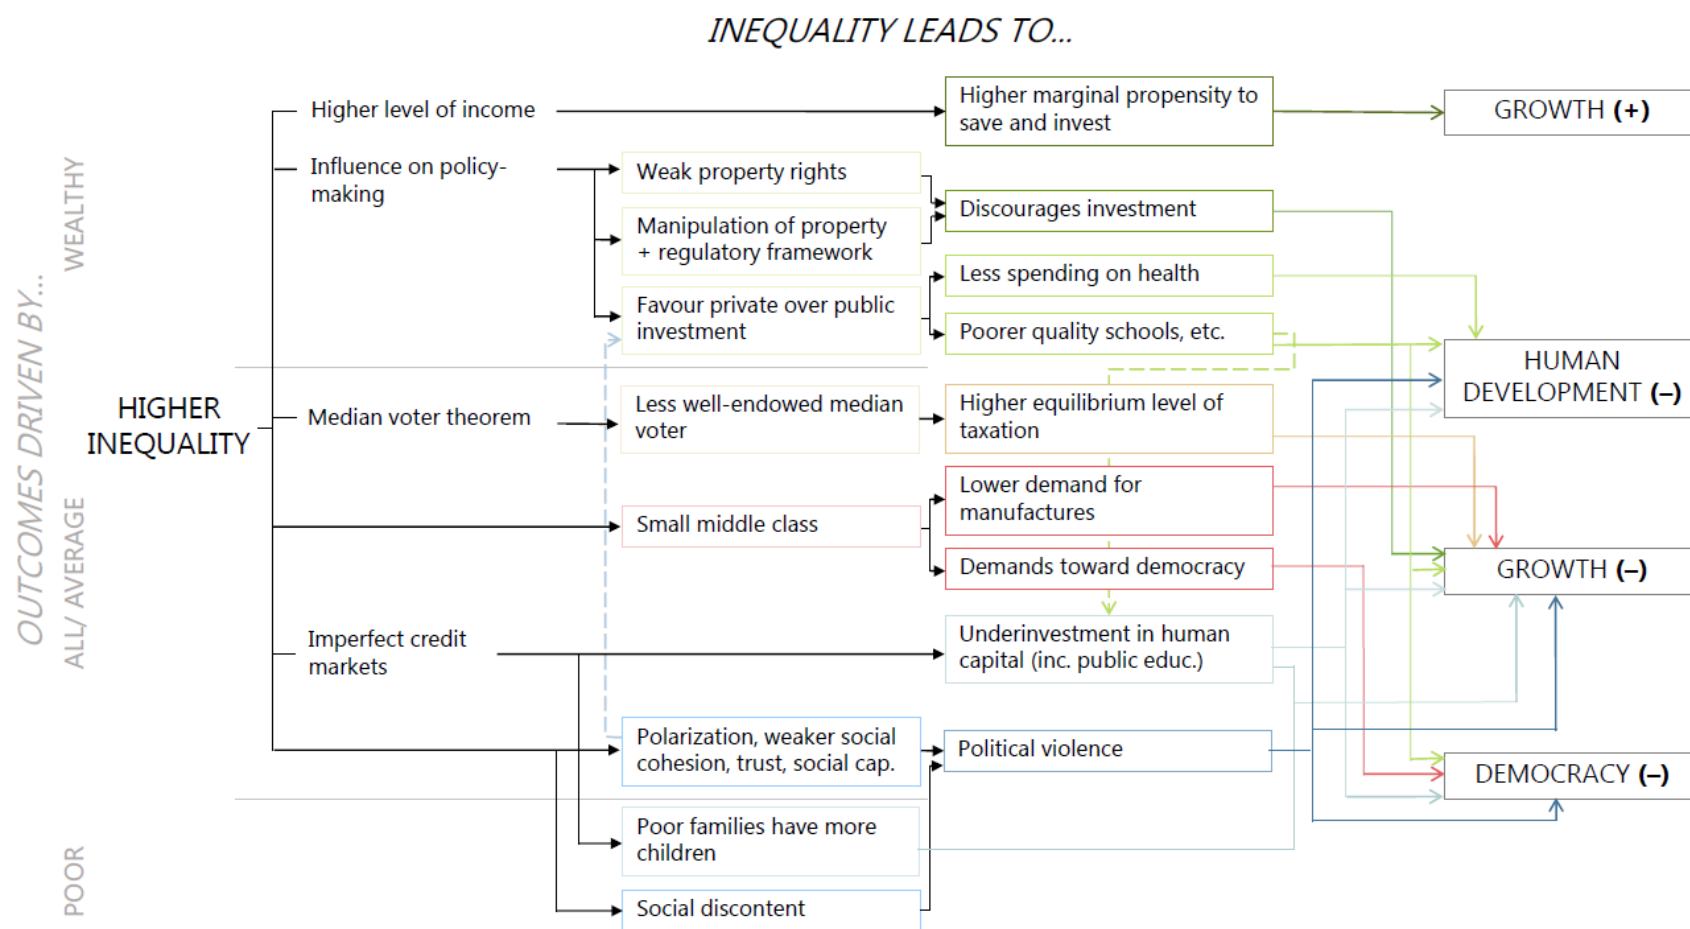 INEQUALITY LEADS TO...
OUTCOMES DRIVEN BY...
WEALTHY
ALL/ AVERAGE
POOR
HIGHER
INEQUALITY
Higher level of income
Influence on policy-
making
Median voter theorem
Imperfect credit
markets
Weak property rights
Manipulation of property
+ regulatory framework
Favour private over public
investment
Less well-endowed median
voter
Small middle class
Polarization, weaker social
cohesion, trust, social cap.
Poor families have more
children
Social discontent
Higher marginal propensity to
save and invest
Discourages investment
Less spending on health
Poorer quality schools, etc.
Higher equilibrium level of
taxation
Lower demand for
manufactures
Demands toward democracy
Underinvestment in human
capital (inc. public educ.)
Political violence
GROWTH (+)
HUMAN
DEVELOPMENT (–)
GROWTH (–)
DEMOCRACY (–)